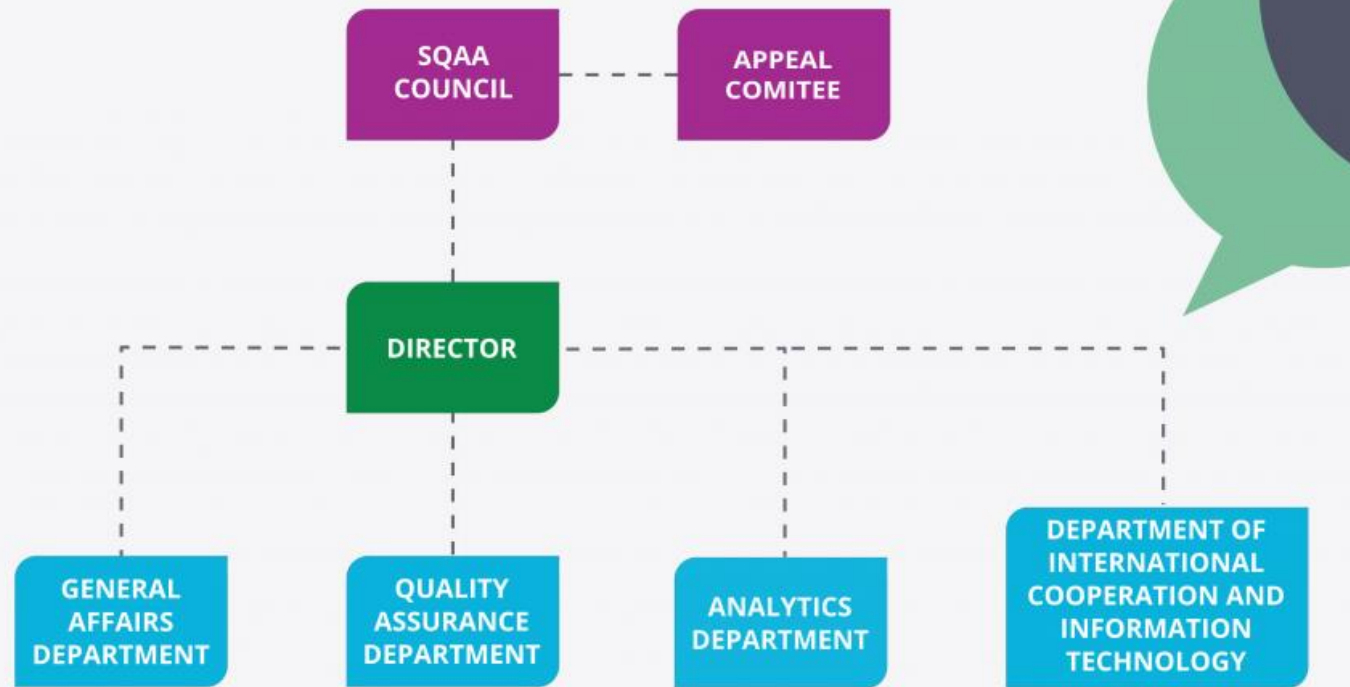 SQAA
COUNCIL
APPEAL
COMITEE
DIRECTOR
GENERAL
AFFAIRS
DEPARTMENT
QUALITY
ASSURANCE
DEPARTMENT
ANALYTICS
DEPARTMENT
DEPARTMENT OF
INTERNATIONAL
COOPERATION AND
INFORMATION
TECHNOLOGY